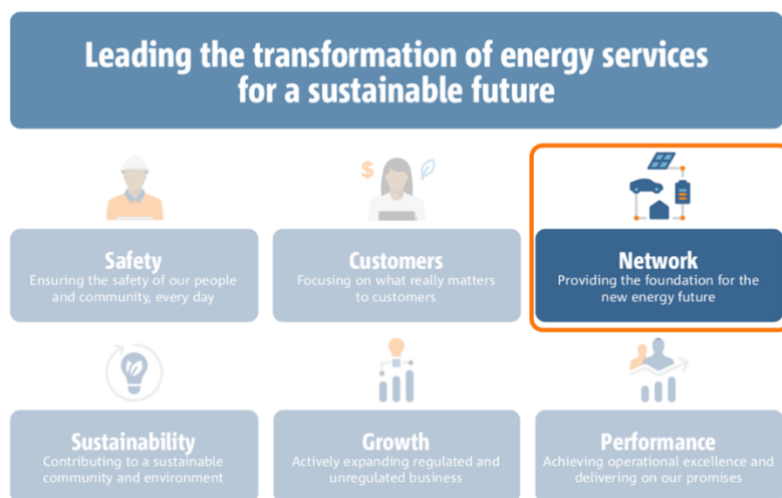 Leading the transformation of energy services
for a sustainable future
$
Safety
Ensuring the safety of our people
and community, every day
Customers
Focusing on what really matters
to customers
Network
Providing the foundation for the
new energy future
Sustainability
Contributing to a sustainable
community and environment
Growth
Actively expanding regulated and
unregulated business
Performance
Achieving operational excellence and
delivering on our promises